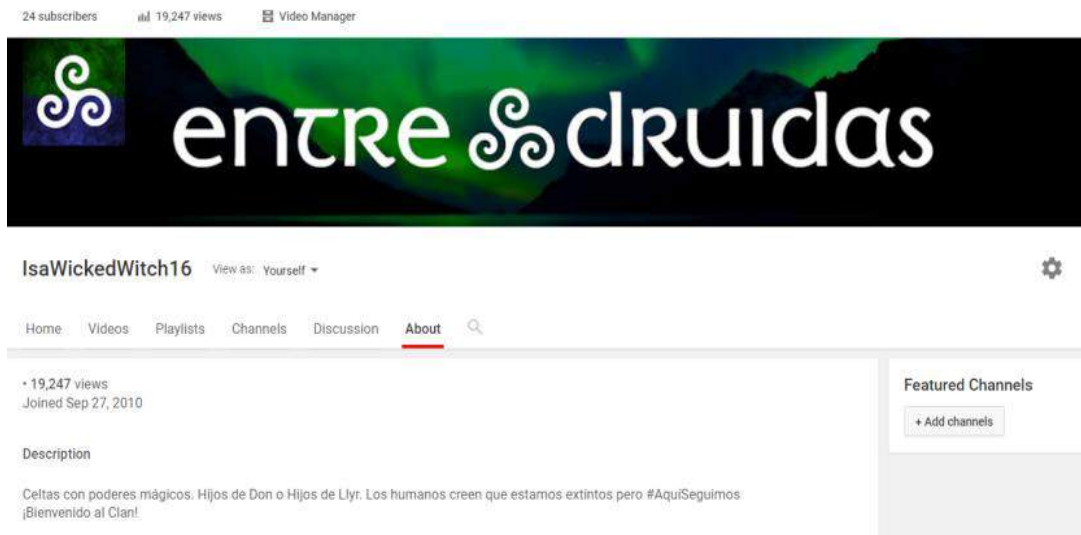 24 subscribers 19,247 views Video Manager
entre druidas
IsaWickedWitch16 View as: Yourself
Home Videos Playlists Channels Discussion About
• 19,247 views
Joined Sep 27, 2010
Featured Channels
+ Add channels
Description
Celtas con poderes mágicos. Hijos de Don o Hijos de Llyr. Los humanos creen que estamos extintos pero #AquiSeguimos
¡Bienvenido al Clan!